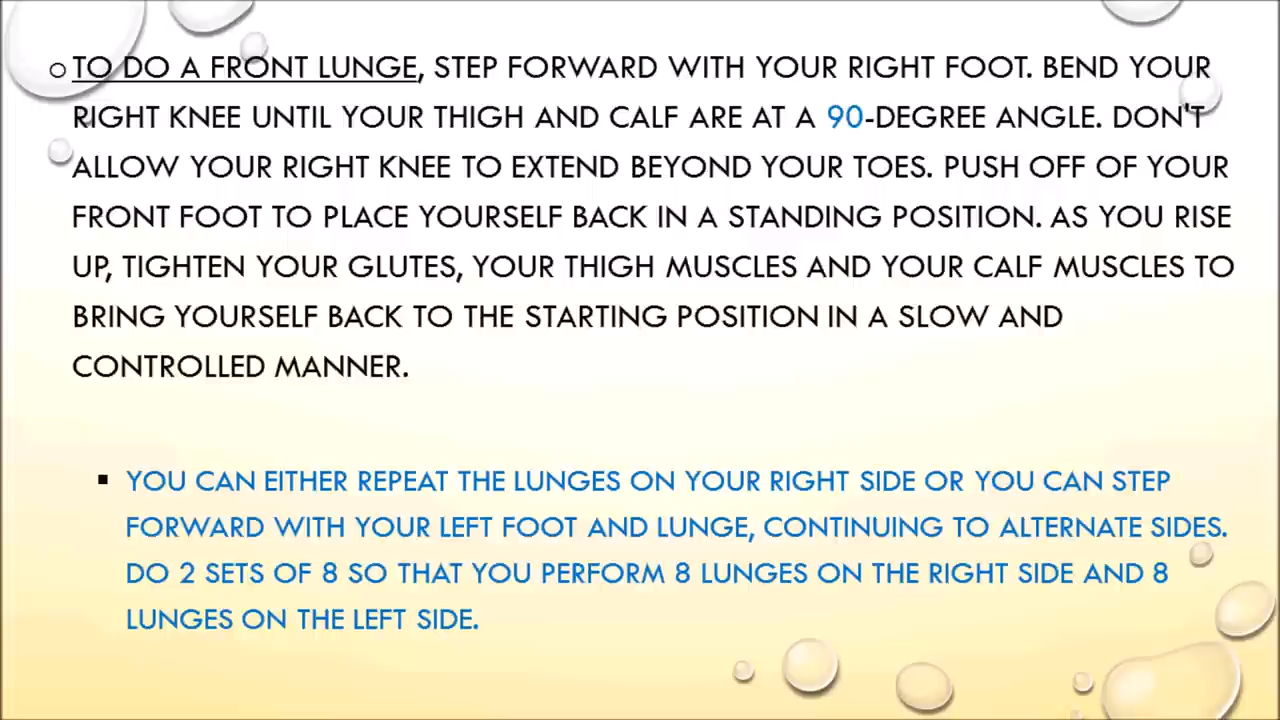 TO DO A FRONT LUNGE, STEP FORWARD WITH YOUR RIGHT FOOT. BEND YOUR
RIGHT KNEE UNTIL YOUR THIGH AND CALF ARE AT A 90-DEGREE ANGLE. DON'T
ALLOW YOUR RIGHT KNEE TO EXTEND BEYOND YOUR TOES. PUSH OFF OF YOUR
FRONT FOOT TO PLACE YOURSELF BACK IN A STANDING POSITION. AS YOU RISE
UP, TIGHTEN YOUR GLUTES, YOUR THIGH MUSCLES AND YOUR CALF MUSCLES TO
BRING YOURSELF BACK TO THE STARTING POSITION IN A SLOW AND
CONTROLLED MANNER.
YOU CAN EITHER REPEAT THE LUNGES ON YOUR RIGHT SIDE OR YOU CAN STEP
FORWARD WITH YOUR LEFT FOOT AND LUNGE, CONTINUING TO ALTERNATE SIDES.
DO 2 SETS OF 8 SO THAT YOU PERFORM 8 LUNGES ON THE RIGHT SIDE AND 8
LUNGES ON THE LEFT SIDE.